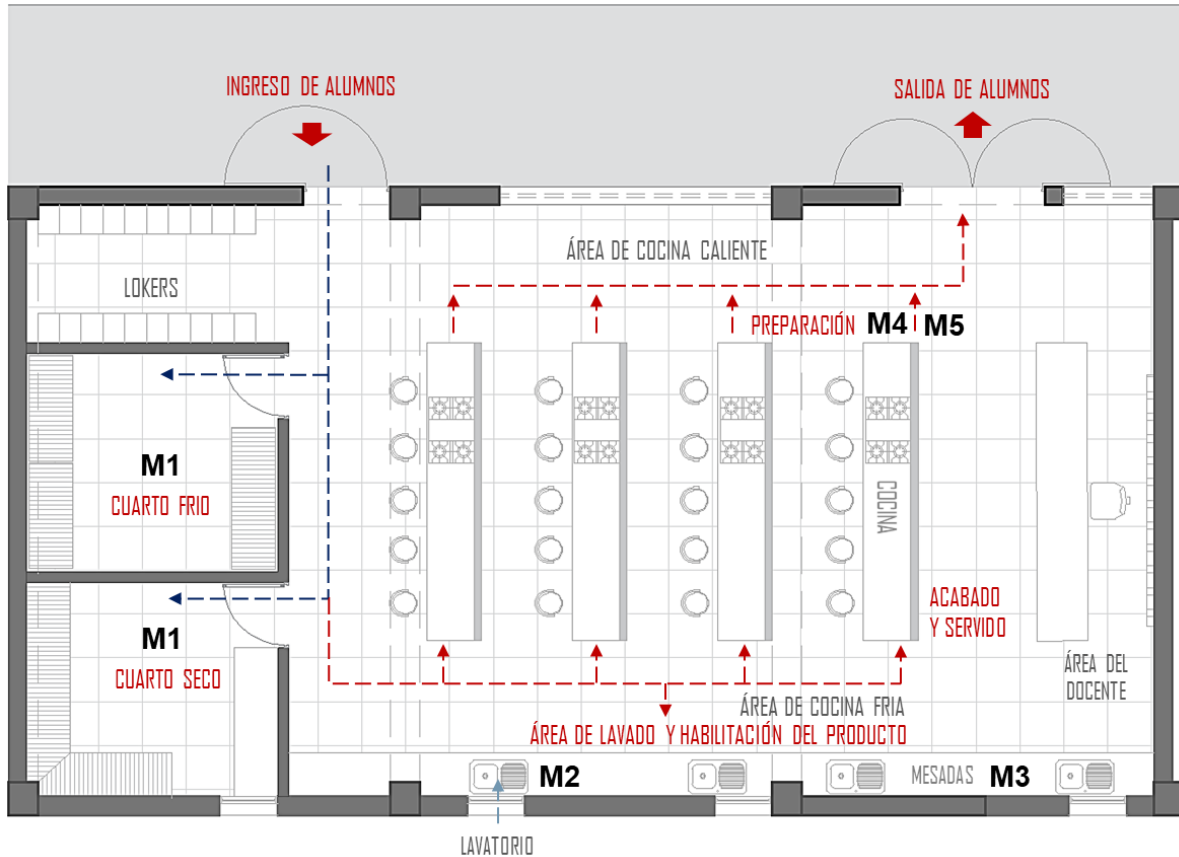 INGRESO DE ALUMNOS
SALIDA DE ALUMNOS
ÁREA DE COCINA CALIENTE
LOKERS
PREPARACIÓN M4 M5
M1
CUARTO FRIO
COCINA
M1
CUARTO SECO
ACABADO
Y SERVIDO
ÁREA DEL
DOCENTE
ÁREA DE COCINA FRIA
ÁREA DE LAVADO Y HABILITACIÓN DEL PRODUCTO
M2
MESADAS M3
LAVATORIO